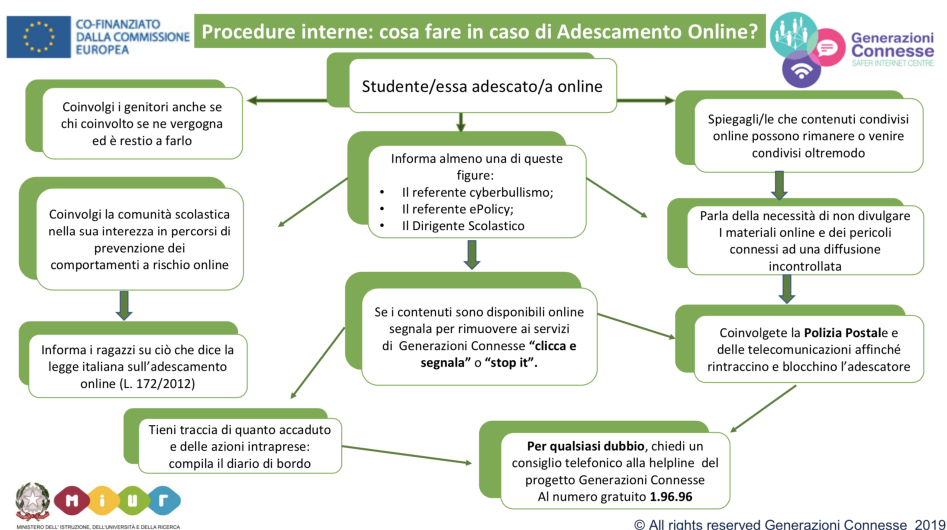 CO-FINANZIATO
DALLA COMMISSIONE
EUROPEA
Procedure interne: cosa fare in caso di Adescamento Online?
Generazioni
Connesse
SAFER INTERNET CENTRE
Studente/essa adescato/a online
Coinvolgi i genitori anche se
chi coinvolto se ne vergogna
ed è restio a farlo
Informa almeno una di queste
figure:
• Il referente cyberbullismo;
• Il referente ePolicy;
• Il Dirigente Scolastico
Spiegagli/le che contenuti condivisi
online possono rimanere o venire
condivisi oltremodo
Coinvolgi la comunità scolastica
nella sua interezza in percorsi di
prevenzione dei
comportamenti a rischio online
Parla della necessità di non divulgare
I materiali online e dei pericoli
connessi ad una diffusione
incontrollata
Se i contenuti sono disponibili online
segnala per rimuovere ai servizi
di Generazioni Connesse “clicca e
segnala” o “stop it”.
Informa i ragazzi su ciò che dice la
legge italiana sull’adescamento
online (L. 172/2012)
Coinvolgete la Polizia Postale e
delle telecomunicazioni affinché
rintraccino e blocchino l’adescatore
Tieni traccia di quanto accaduto
e delle azioni intraprese:
compila il diario di bordo
Per qualsiasi dubbio, chiedi un
consiglio telefonico alla helpline del
progetto Generazioni Connesse
Al numero gratuito 1.96.96
miur
MINISTERO DELL’ ISTRUZIONE, DELL’UNIVERSITÀ E DELLA RICERCA
© All rights reserved Generazioni Connesse 2019